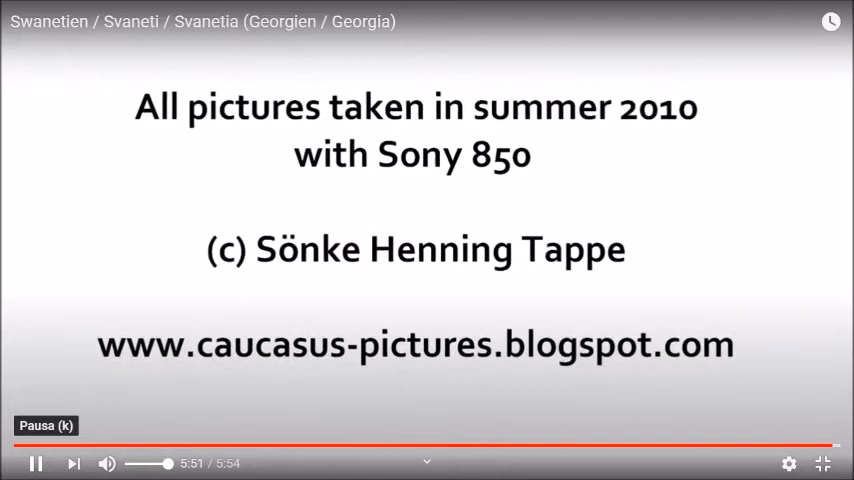 Swanetien / Svaneti / Svanetia (Georgien / Georgia)
All pictures taken in summer 2010
with Sony 850
(c) Sönke Henning Tappe
www.caucasus-pictures.blogspot.com
Pausa (k)
5:51 / 5:54